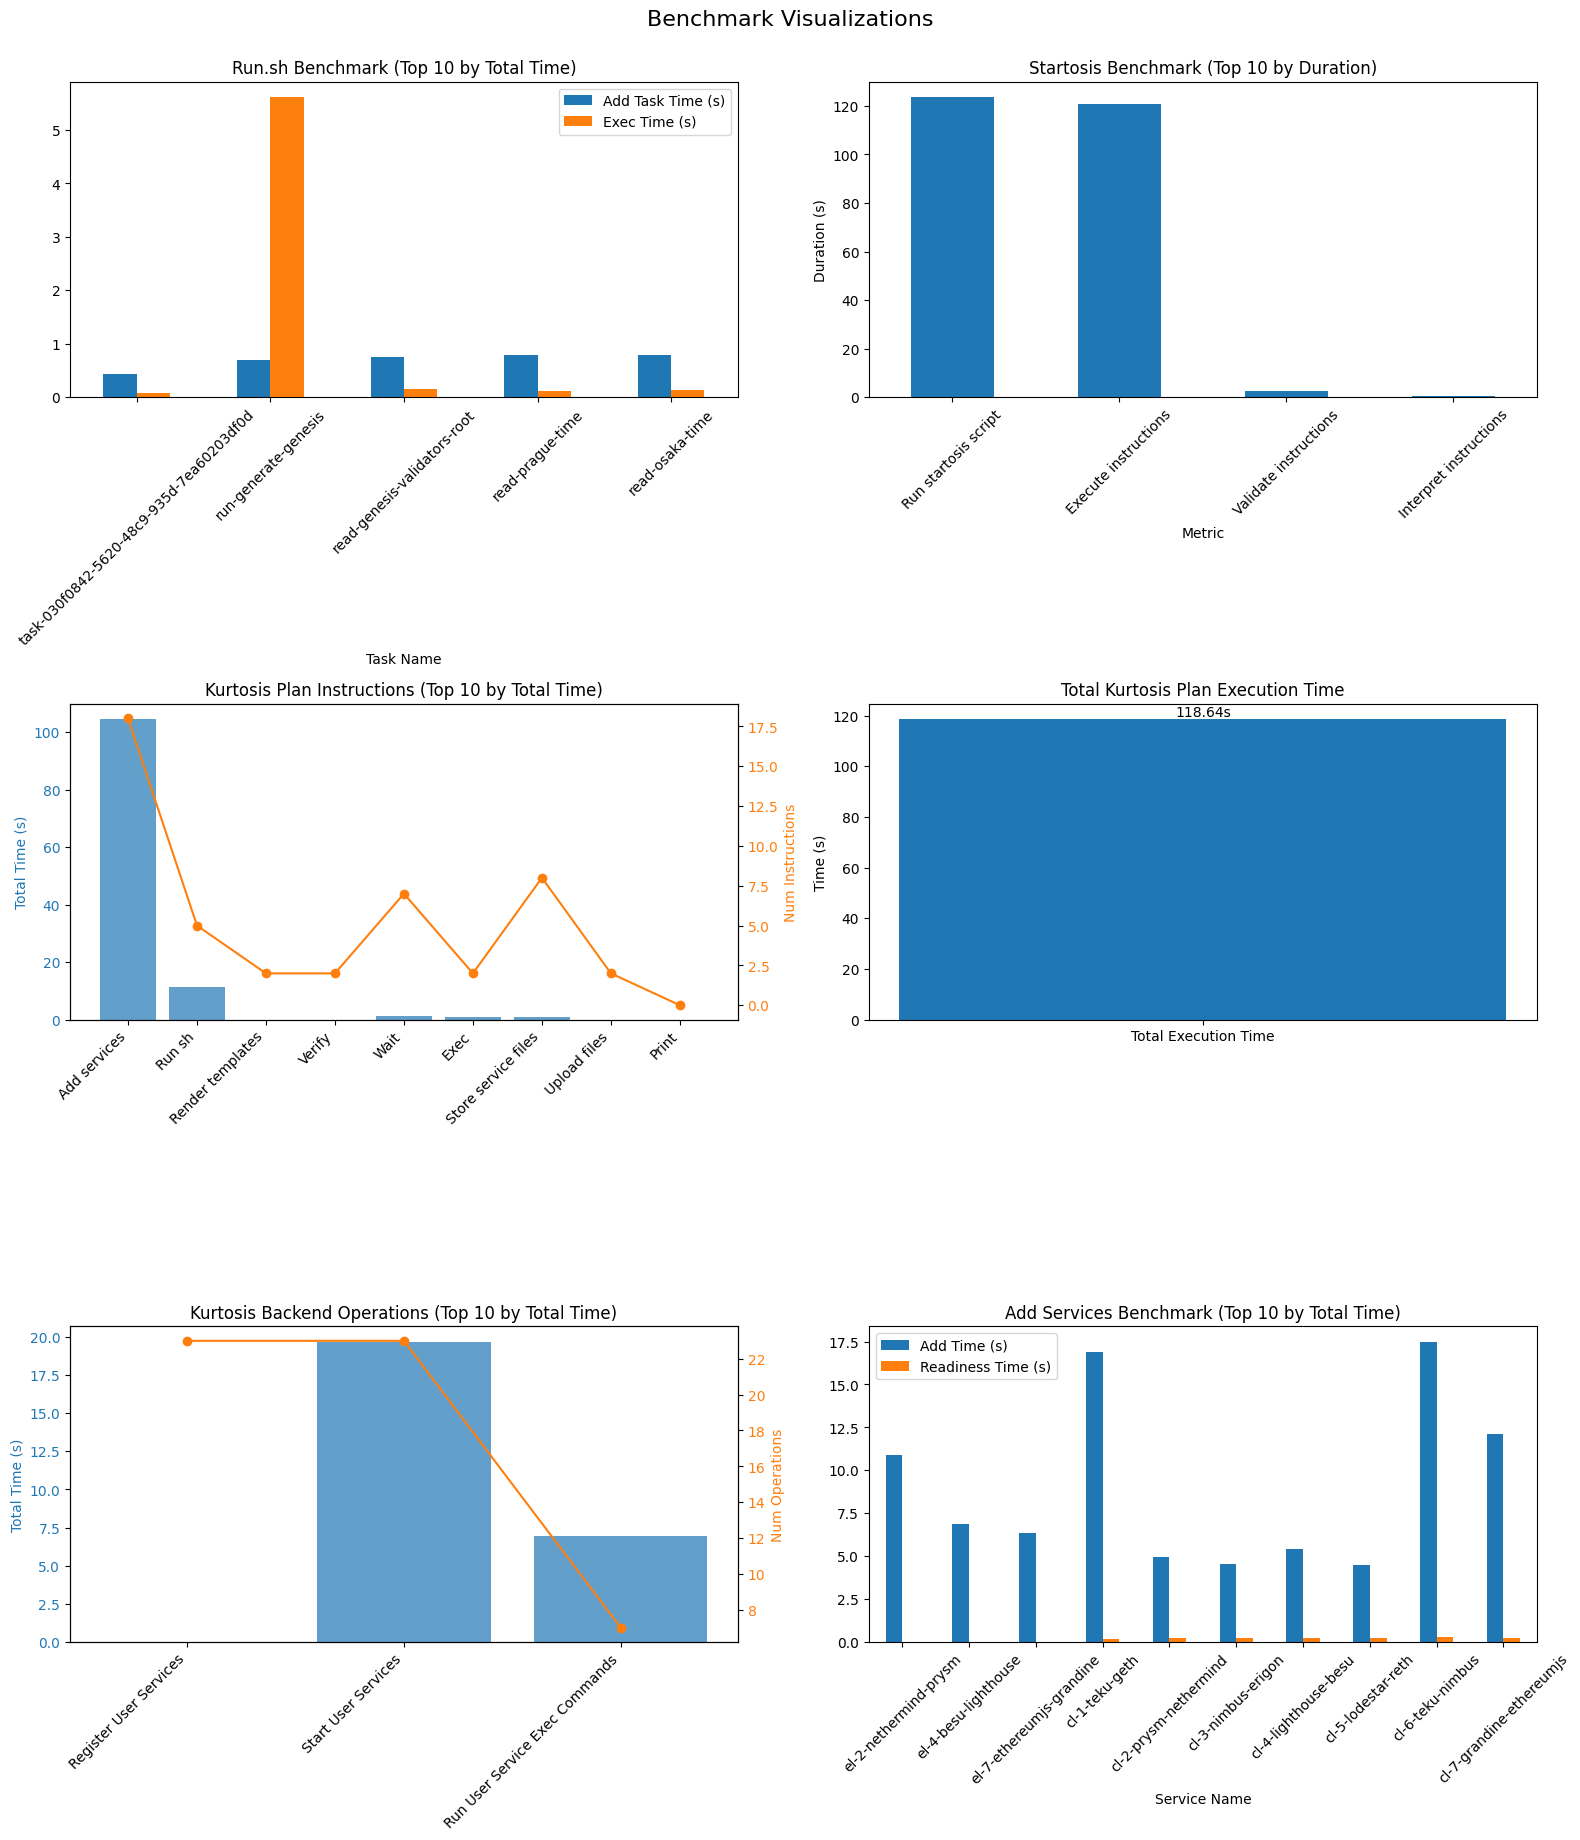 Benchmark Visualizations
Run.sh Benchmark (Top 10 by Total Time)
Add Task Time (s)
Exec Time (s)
5
4
3
2
1
0
task-030f0842-5620-48c9-935d-7ea60203df0d
run-generate-genesis
read-genesis-validators-root
read-prague-time
read-osaka-time
Task Name
Startosis Benchmark (Top 10 by Duration)
Duration (s)
120
100
80
60
40
20
0
Run startosis script
Execute instructions
Validate instructions
Interpret instructions
Metric
Kurtosis Plan Instructions (Top 10 by Total Time)
Total Time (s)
100
80
60
40
20
0
17.5
15.0
12.5
10.0
7.5
5.0
2.5
0.0
Num Instructions
Add services
Run sh
Render templates
Verify
Wait
Exec
Store service files
Upload files
Print
Total Kurtosis Plan Execution Time
118.64s
Time (s)
120
100
80
60
40
20
0
Total Execution Time
Kurtosis Backend Operations (Top 10 by Total Time)
Total Time (s)
20.0
17.5
15.0
12.5
10.0
7.5
5.0
2.5
0.0
22
20
18
16
14
12
10
8
Num Operations
Register User Services
Start User Services
Run User Service Exec Commands
Add Services Benchmark (Top 10 by Total Time)
Add Time (s)
Readiness Time (s)
17.5
15.0
12.5
10.0
7.5
5.0
2.5
0.0
el-2-nethermind-prysm
el-4-besu-lighthouse
el-7-ethereumjs-grandine
cl-1-teku-geth
cl-2-prysm-nethermind
cl-3-nimbus-erigon
cl-4-lighthouse-besu
cl-5-lodestar-reth
cl-6-teku-nimbus
cl-7-grandine-ethereumjs
Service Name